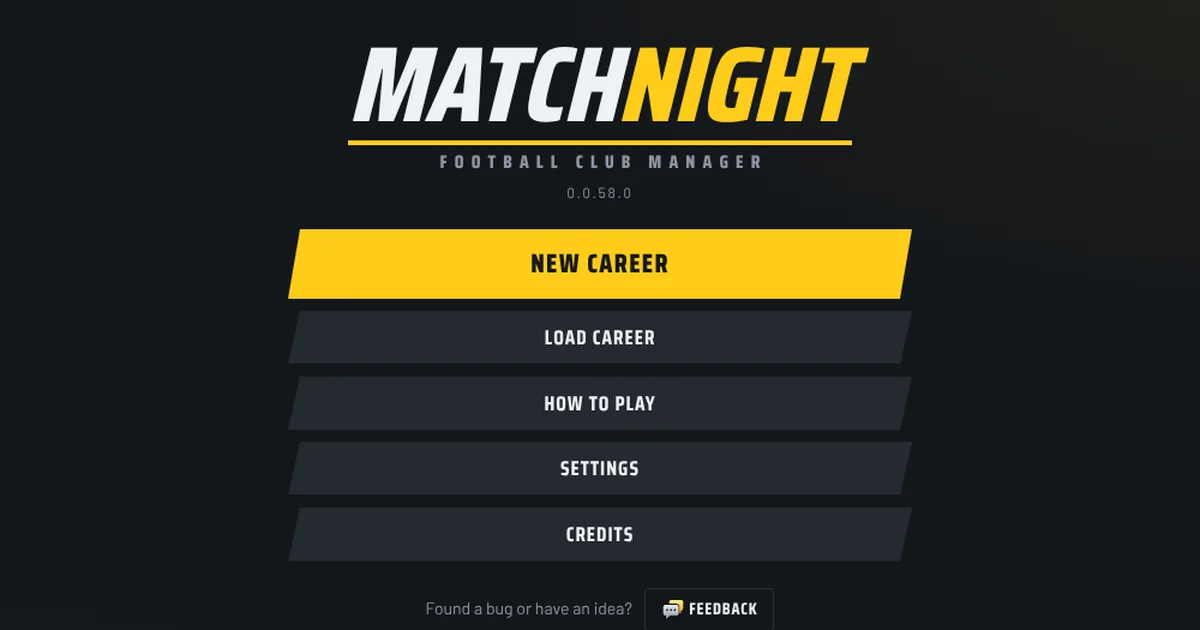 MATCHNIGHT
FOOTBALL CLUB MANAGER
0.0.58.0
NEW CAREER
LOAD CAREER
HOW TO PLAY
SETTINGS
CREDITS
Found a bug or have an idea? FEEDBACK